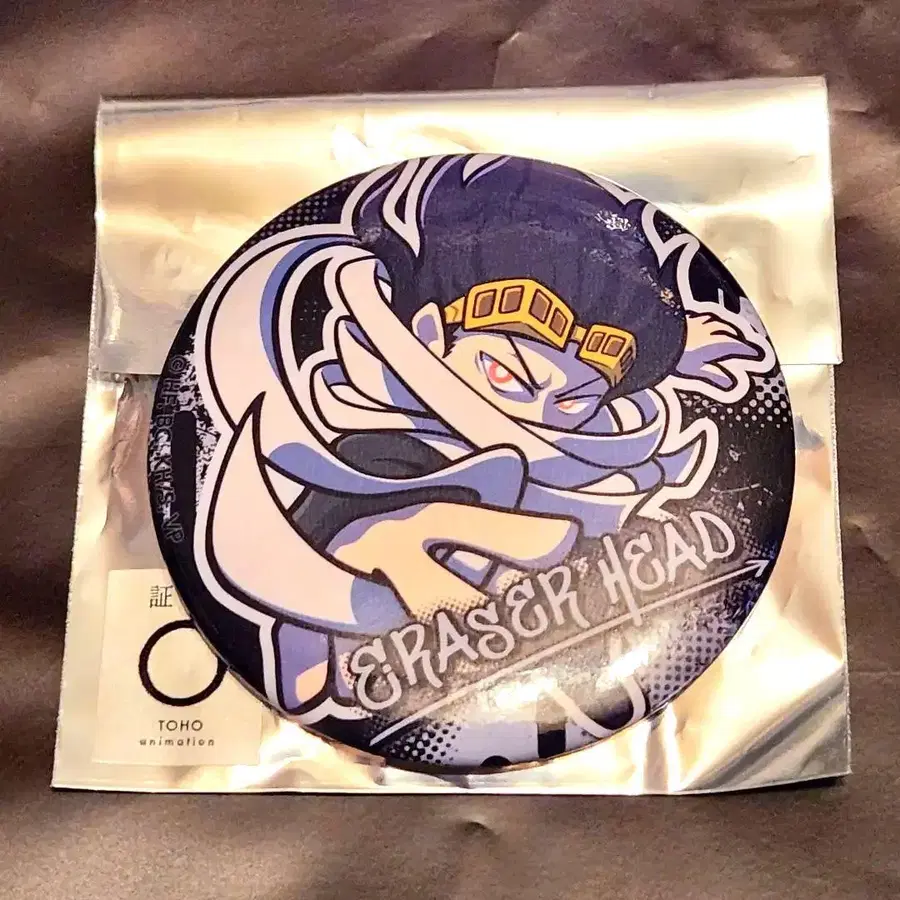 ERASER HEAD
証
TOHO
animation